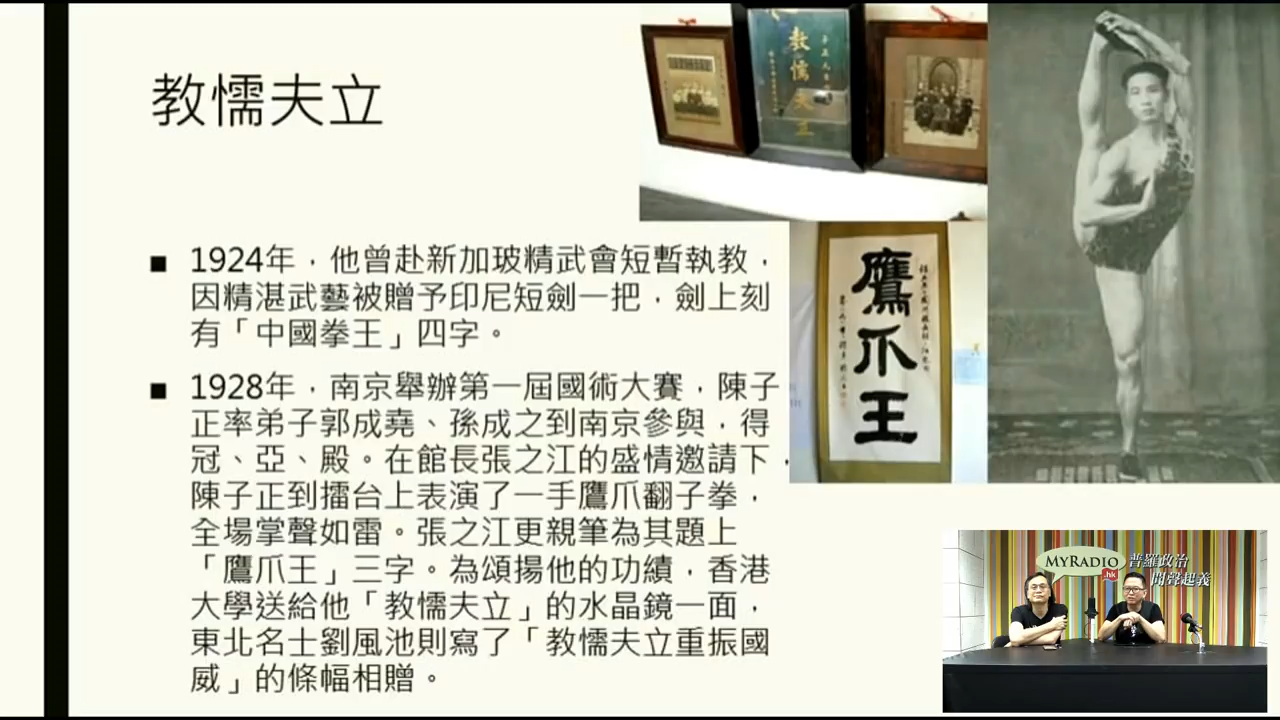 教懦夫立
1924年，他曾赴新加坡精武會短暫執教，
因精湛武藝被贈予印尼短劍一把，劍上刻
有「中國拳王」四字。
1928年，南京舉辦第一屆國術大賽，陳子
正率弟子郭成堯、孫成之到南京參與，得
冠、亞、殿。在館長張之江的盛情邀請下，
陳子正到擂台上表演了一手鷹爪翻子拳，
全場掌聲如雷。張之江更親筆為其題上
「鷹爪王」三字。為頌揚他的功績，香港
大學送給他「教懦夫立」的水晶鏡一面，
東北名士劉風池則寫了「教懦夫立重振國
威」的條幅相贈。
教懦夫立
鷹爪王
MYRADIO
.hk
普羅政治
聞聲起義